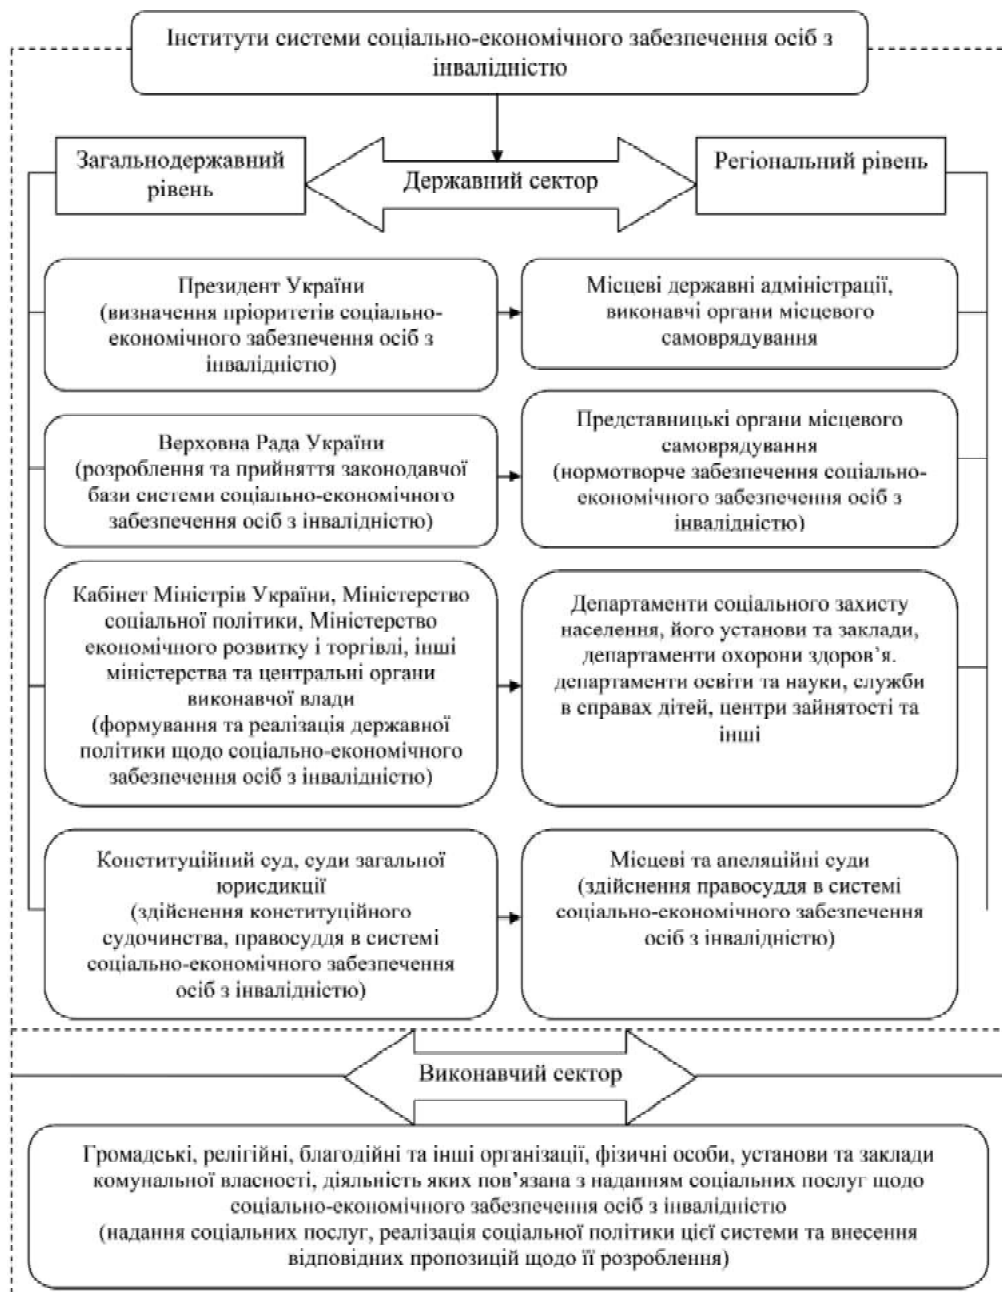 Інститути системи соціально-економічного забезпечення осіб з
інвалідністю
Загальнодержавний
рівень
Державний сектор
Регіональний рівень
Президент України
(визначення пріоритетів соціально-
економічного забезпечення осіб з
інвалідністю)
Місцеві державні адміністрації,
виконавчі органи місцевого
самоврядування
Верховна Рада України
(розроблення та прийняття законодавчої
бази системи соціально-економічного
забезпечення осіб з інвалідністю)
Представницькі органи місцевого
самоврядування
(нормотворче забезпечення соціально-
економічного забезпечення осіб з
інвалідністю)
Кабінет Міністрів України, Міністерство
соціальної політики, Міністерство
економічного розвитку і торгівлі, інші
міністерства та центральні органи
виконавчої влади
(формування та реалізація державної
політики щодо соціально-економічного
забезпечення осіб з інвалідністю)
Департаменти соціального захисту
населення, його установи та заклади,
департаменти охорони здоров’я.
департаменти освіти та науки, служби
в справах дітей, центри зайнятості та
інші
Конституційний суд, суди загальної
юрисдикції
(здійснення конституційного
судочинства, правосуддя в системі
соціально-економічного забезпечення
осіб з інвалідністю)
Місцеві та апеляційні суди
(здійснення правосуддя в системі
соціально-економічного забезпечення
осіб з інвалідністю)
Виконавчий сектор
Громадські, релігійні, благодійні та інші організації, фізичні особи, установи та заклади
комунальної власності, діяльність яких пов’язана з наданням соціальних послуг щодо
соціально-економічного забезпечення осіб з інвалідністю
(надання соціальних послуг, реалізація соціальної політики цієї системи та внесення
відповідних пропозицій щодо її розроблення)